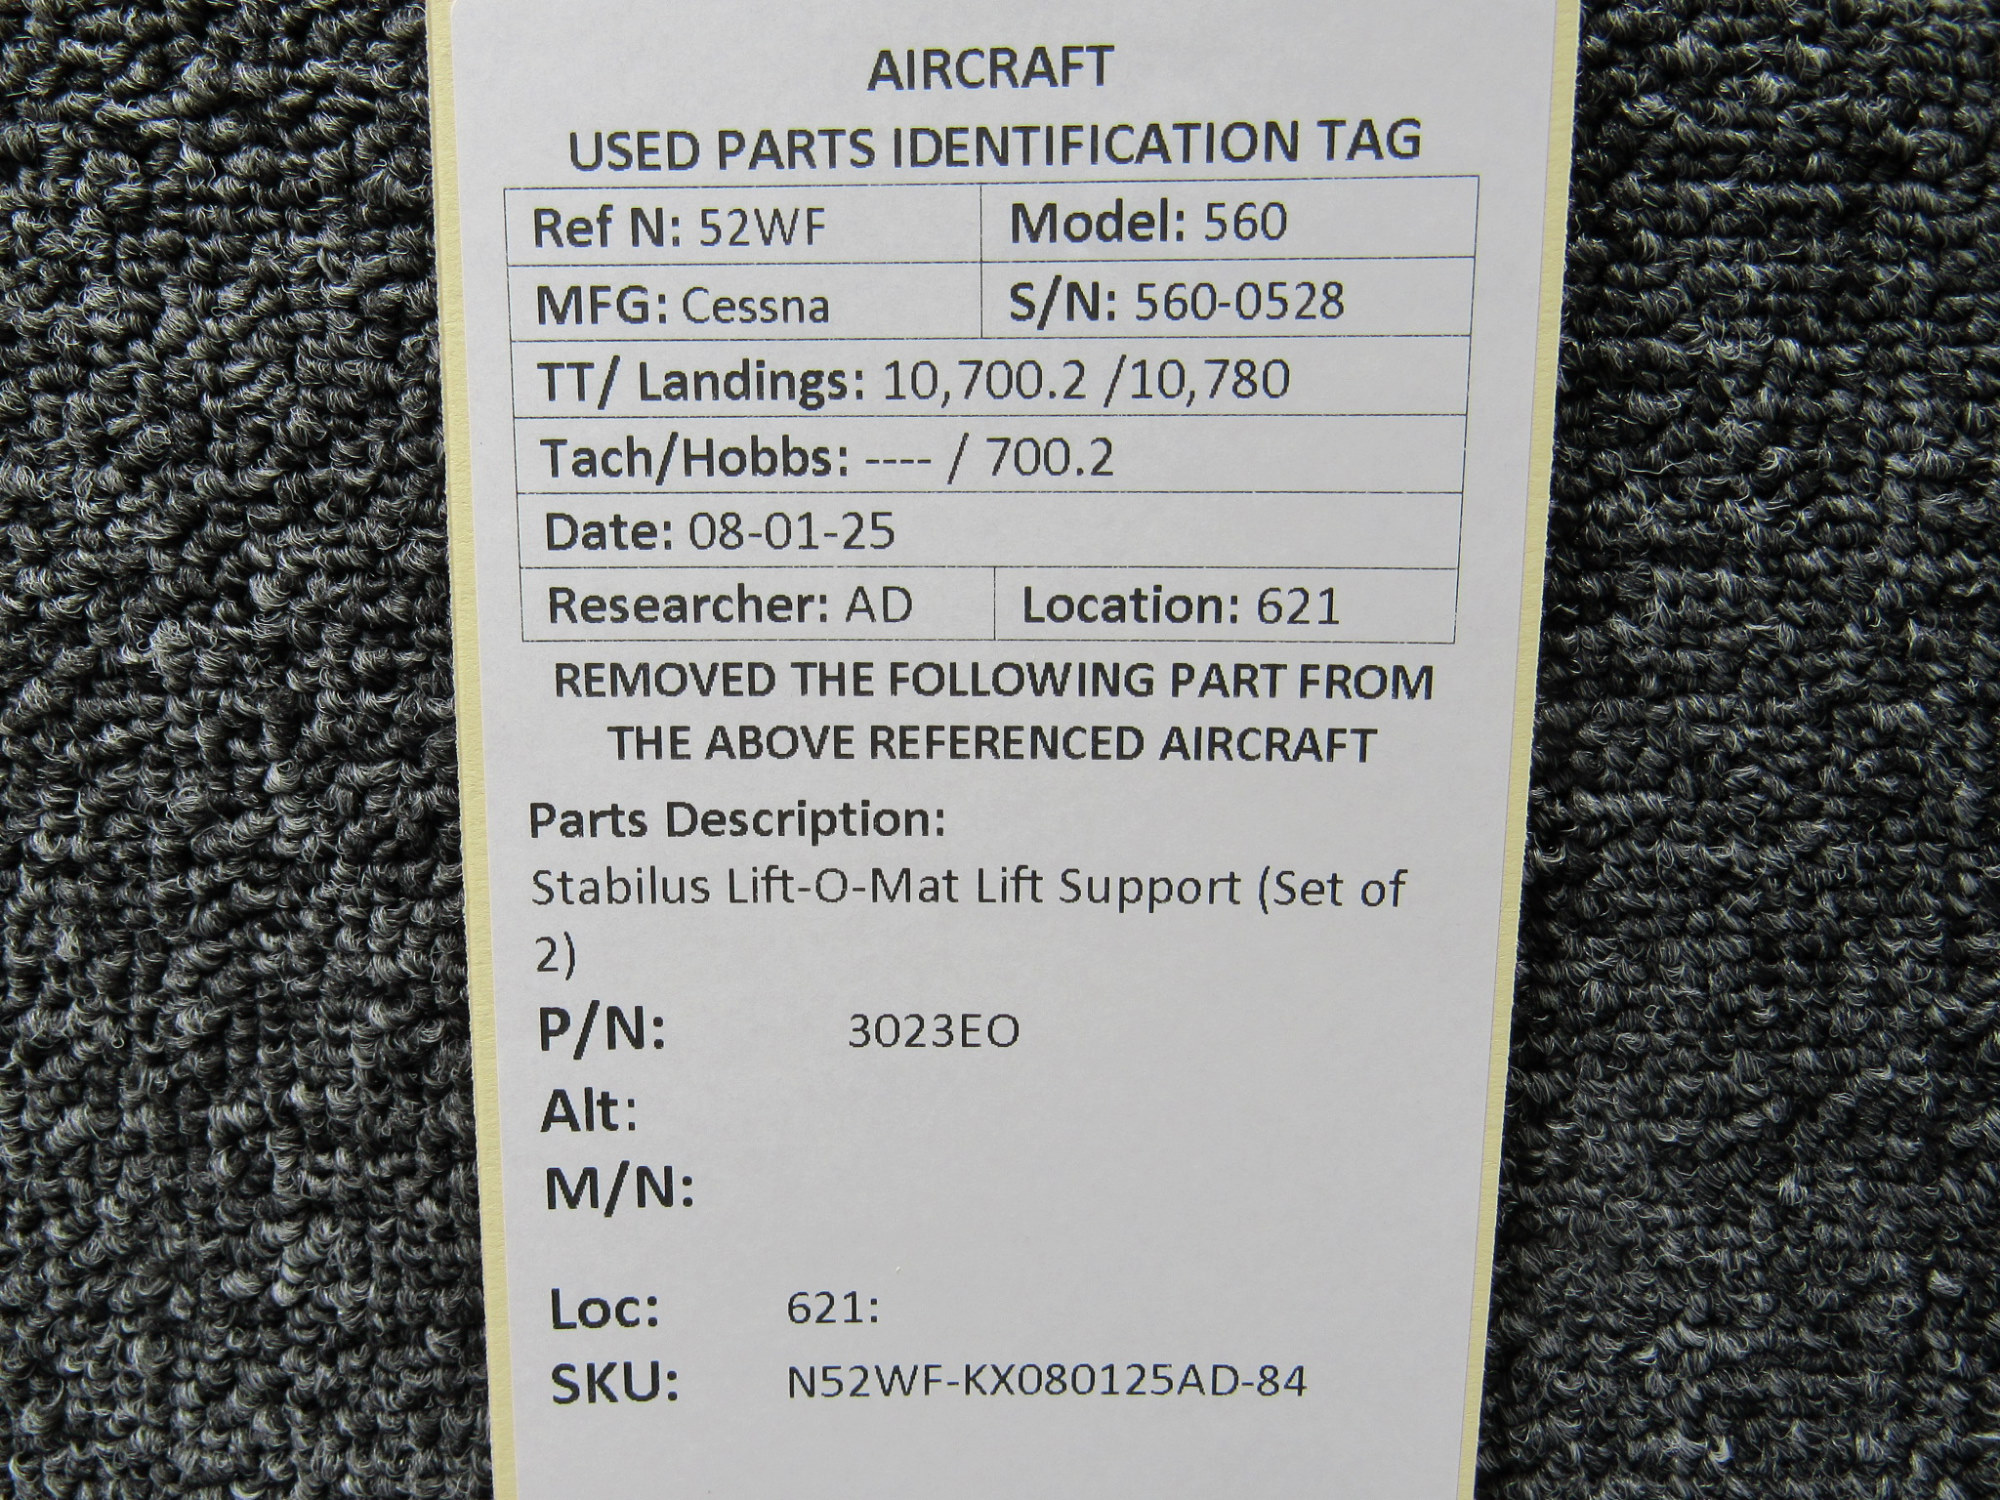 AIRCRAFT
USED PARTS IDENTIFICATION TAG
Ref N: 52WF Model: 560
MFG: Cessna S/N: 560-0528
TT/ Landings: 10,700.2 /10,780
Tach/Hobbs: ---- / 700.2
Date: 08-01-25
Researcher: AD Location: 621
REMOVED THE FOLLOWING PART FROM
THE ABOVE REFERENCED AIRCRAFT
Parts Description:
Stabilus Lift-O-Mat Lift Support (Set of
2)
P/N: 3023EO
Alt:
M/N:
Loc: 621:
SKU: N52WF-KX080125AD-84